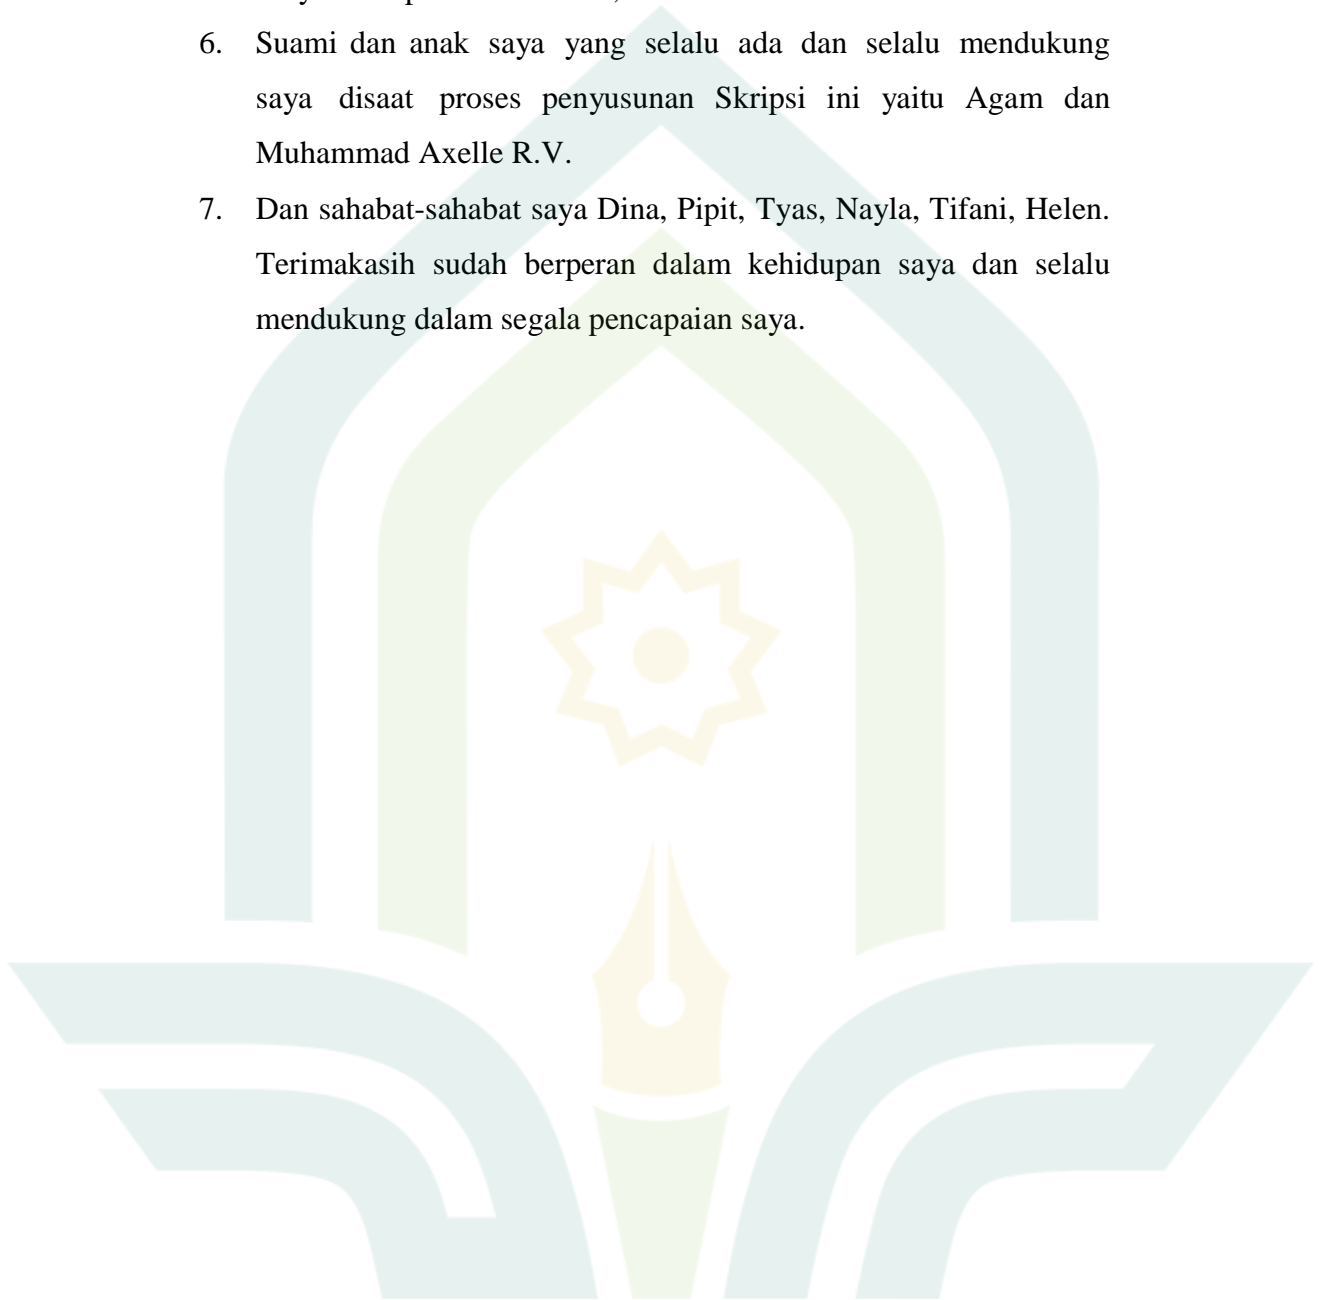 6. Suami dan anak saya yang selalu ada dan selalu mendukung
saya disaat proses penyusunan Skripsi ini yaitu Agam dan
Muhammad Axelle R.V.
7. Dan sahabat-sahabat saya Dina, Pipit, Tyas, Nayla, Tifani, Helen.
Terimakasih sudah berperan dalam kehidupan saya dan selalu
mendukung dalam segala pencapaian saya.